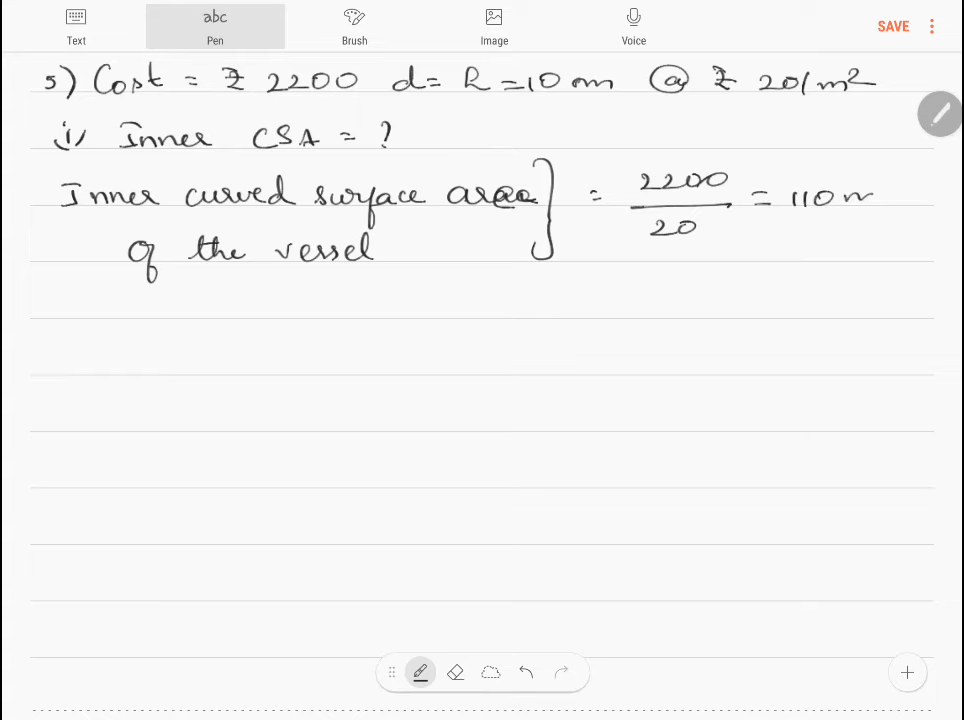 abc
Text
Pen
Brush
Image
Voice
SAVE
5) Cost = ₹ 2200 d = h = 10 m @ ₹ 20/m²
(i) Inner CSA = ?
Inner curved surface area
of the vessel
= 2200/20 = 110 m